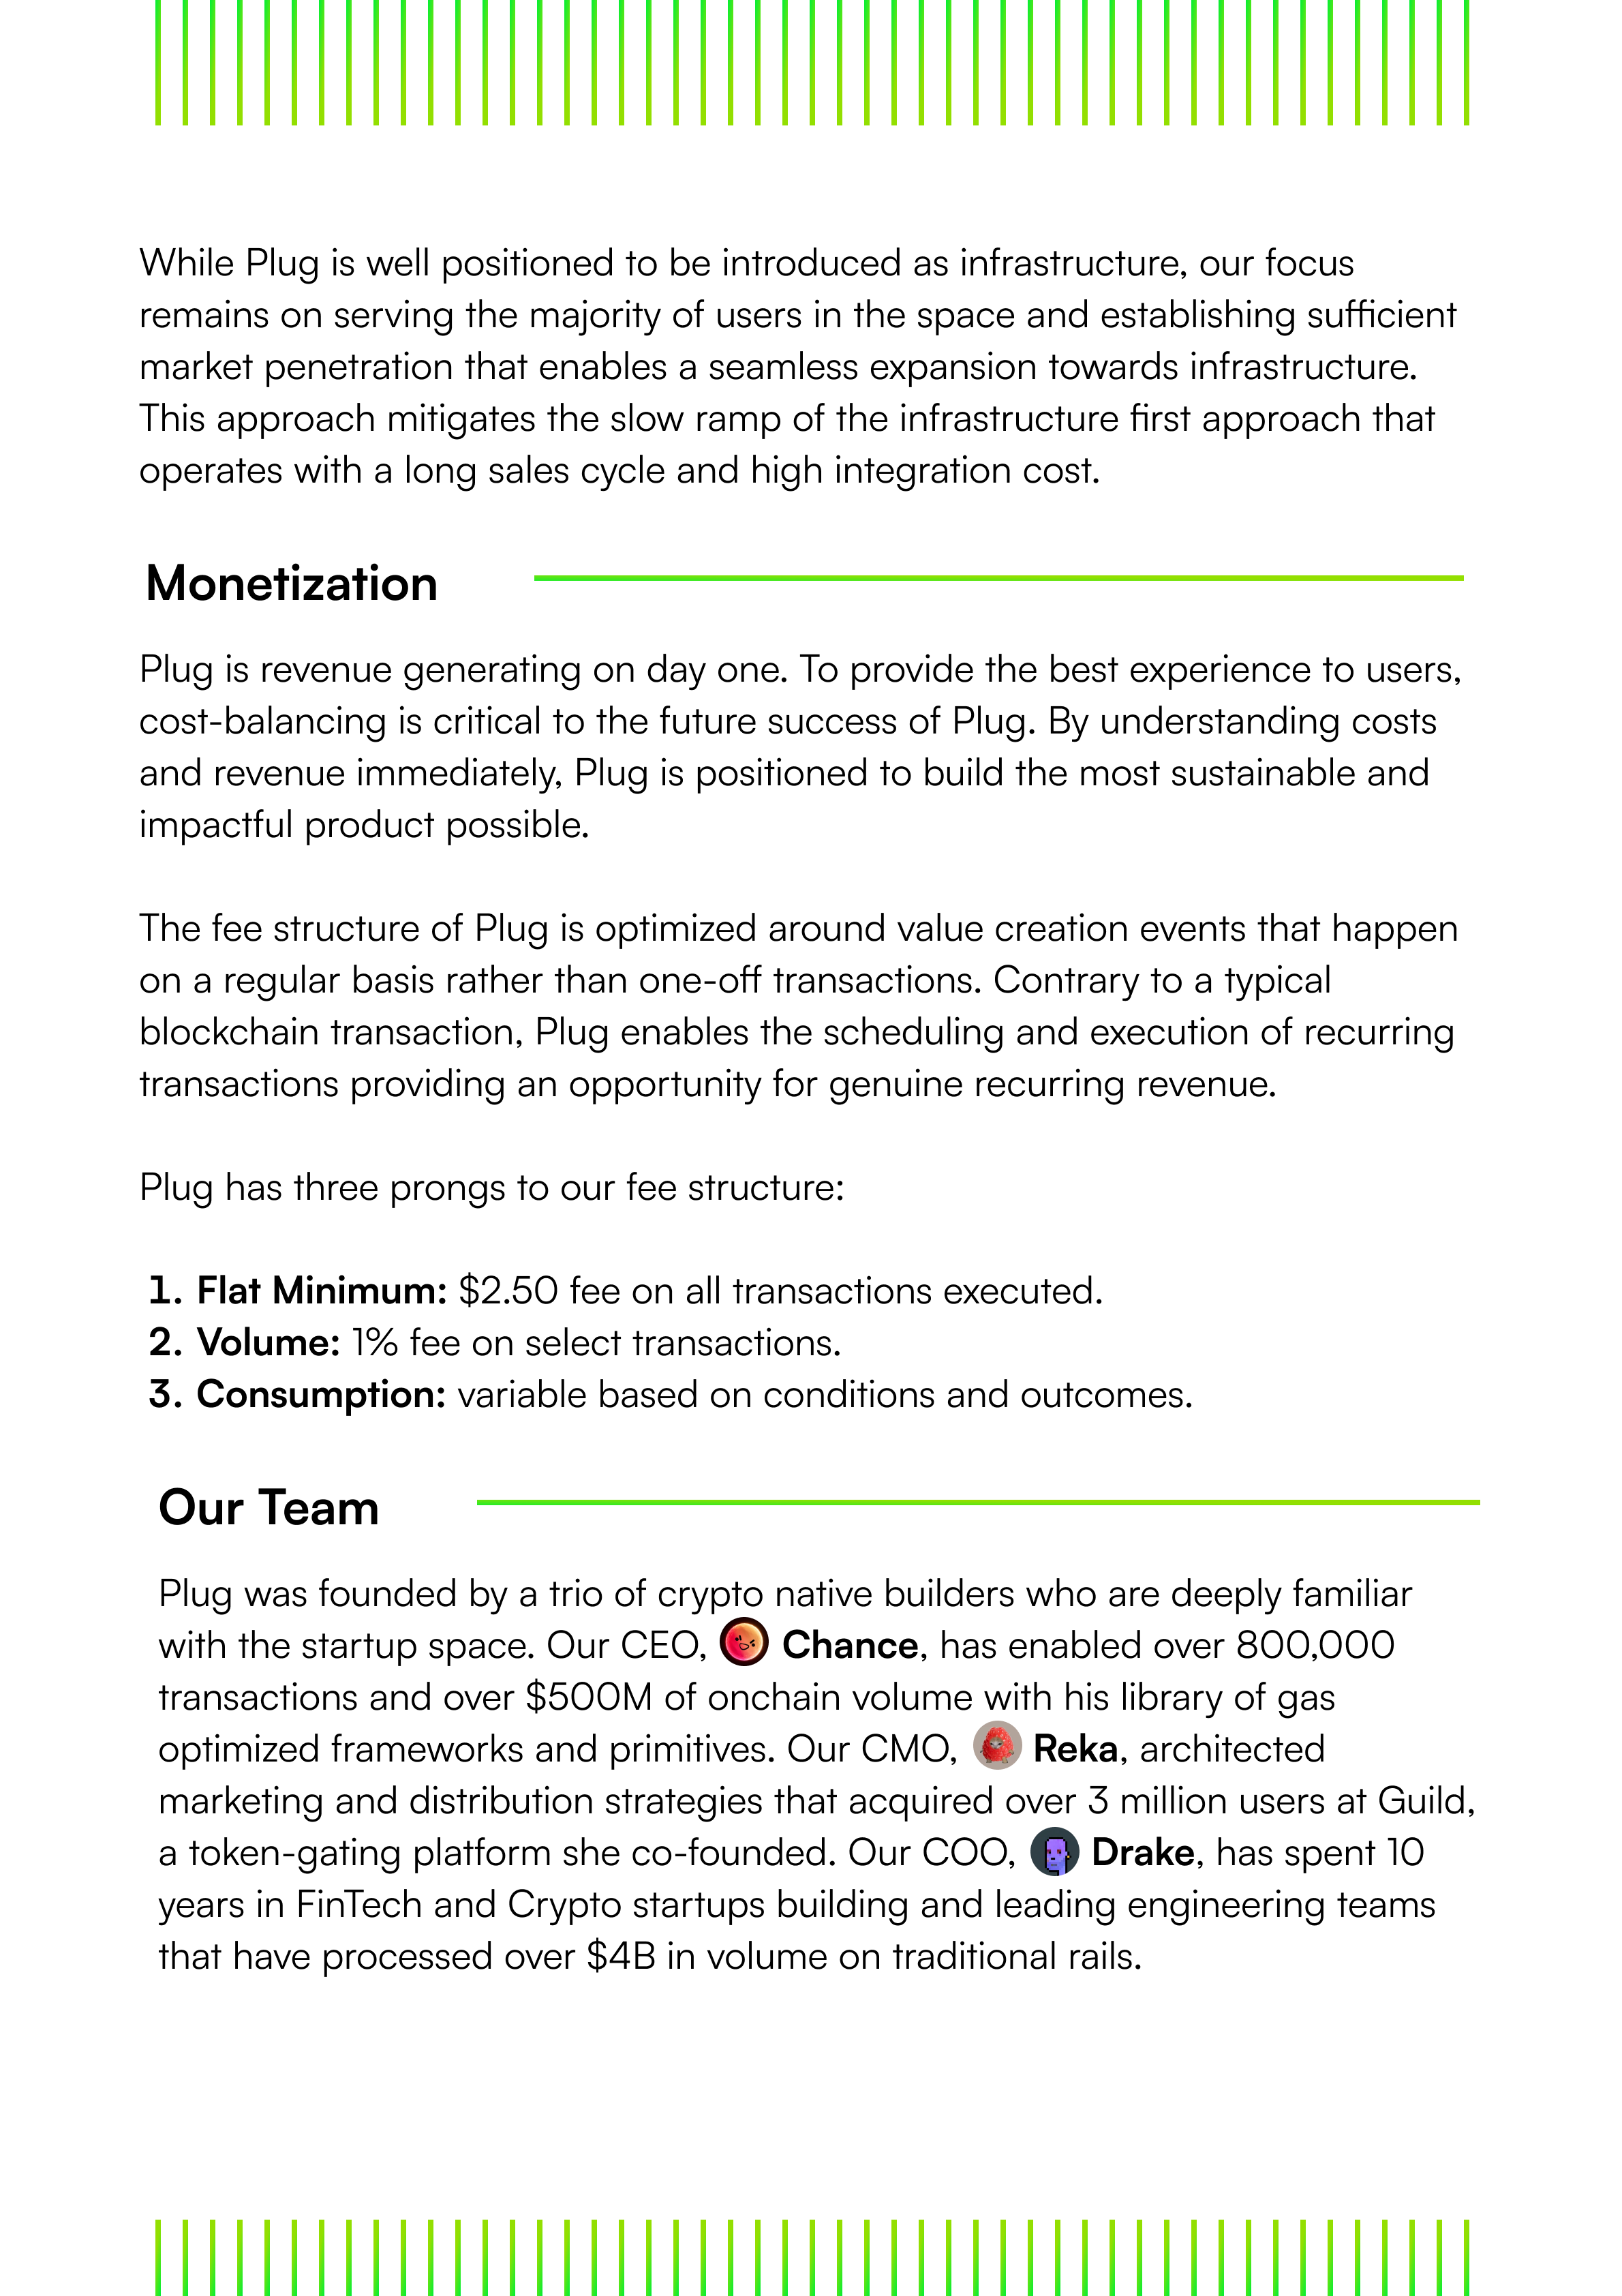 While Plug is well positioned to be introduced as infrastructure, our focus
remains on serving the majority of users in the space and establishing sufficient
market penetration that enables a seamless expansion towards infrastructure.
This approach mitigates the slow ramp of the infrastructure first approach that
operates with a long sales cycle and high integration cost.
Monetization
Plug is revenue generating on day one. To provide the best experience to users,
cost-balancing is critical to the future success of Plug. By understanding costs
and revenue immediately, Plug is positioned to build the most sustainable and
impactful product possible.
The fee structure of Plug is optimized around value creation events that happen
on a regular basis rather than one-off transactions. Contrary to a typical
blockchain transaction, Plug enables the scheduling and execution of recurring
transactions providing an opportunity for genuine recurring revenue.
Plug has three prongs to our fee structure:
1. Flat Minimum: $2.50 fee on all transactions executed.
2. Volume: 1% fee on select transactions.
3. Consumption: variable based on conditions and outcomes.
Our Team
Plug was founded by a trio of crypto native builders who are deeply familiar
with the startup space. Our CEO, Chance, has enabled over 800,000
transactions and over $500M of onchain volume with his library of gas
optimized frameworks and primitives. Our CMO, Reka, architected
marketing and distribution strategies that acquired over 3 million users at Guild,
a token-gating platform she co-founded. Our COO, Drake, has spent 10
years in FinTech and Crypto startups building and leading engineering teams
that have processed over $4B in volume on traditional rails.